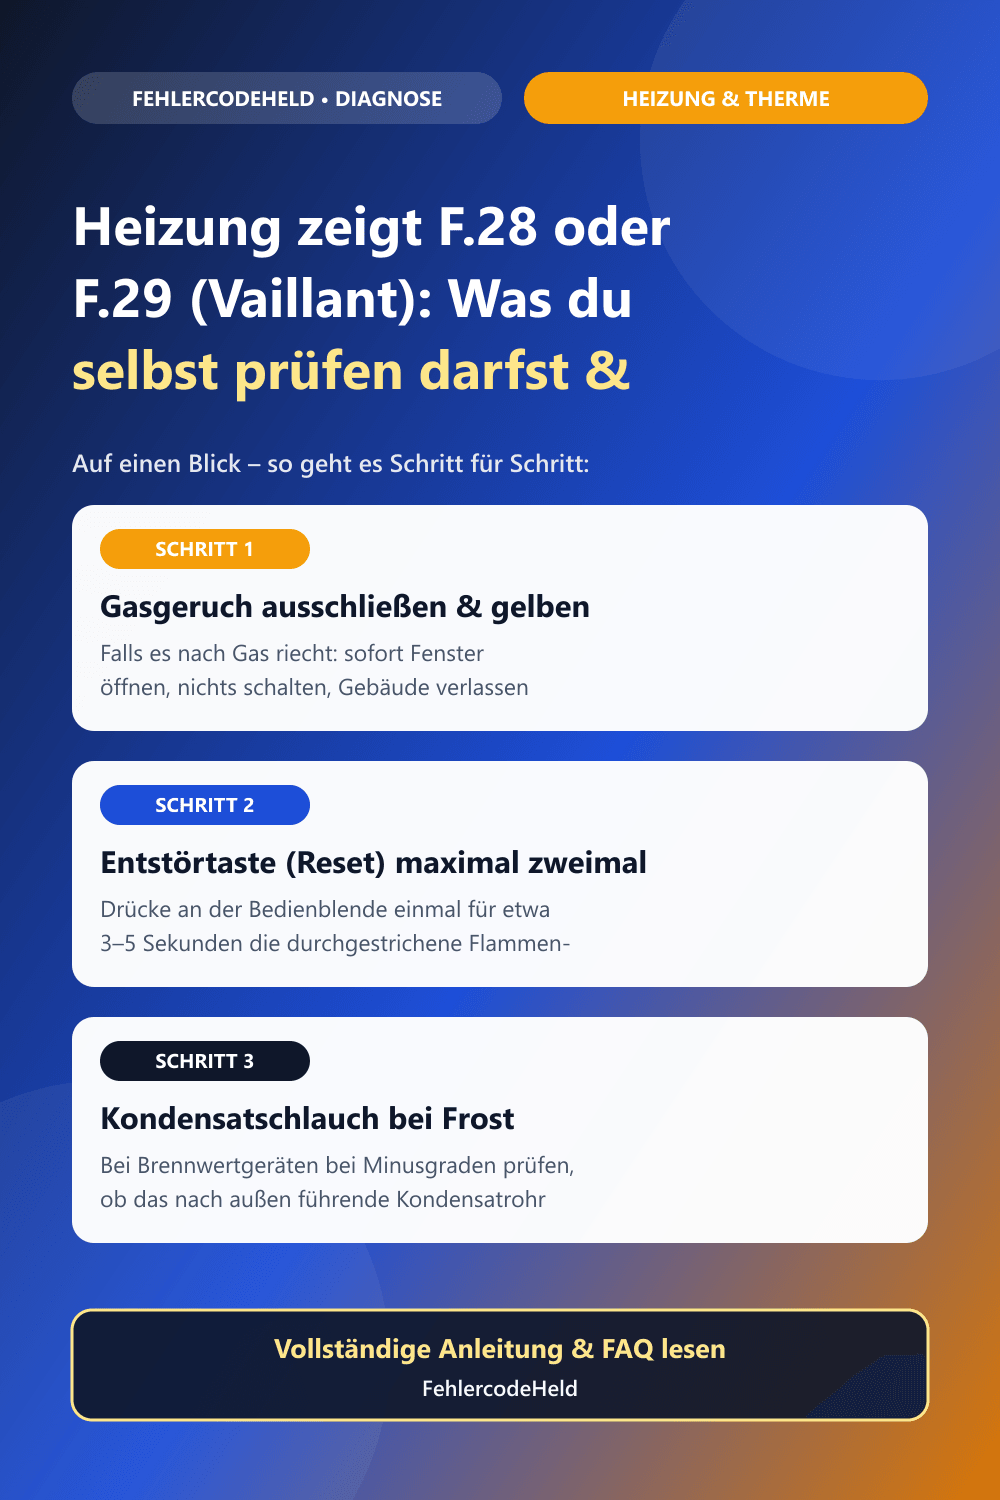 FEHLERCODEHELD • DIAGNOSE
HEIZUNG & THERME
Heizung zeigt F.28 oder
F.29 (Vaillant): Was du
selbst prüfen darfst &
Auf einen Blick – so geht es Schritt für Schritt:
SCHRITT 1
Gasgeruch ausschließen & gelben
Falls es nach Gas riecht: sofort Fenster
öffnen, nichts schalten, Gebäude verlassen
SCHRITT 2
Entstörtaste (Reset) maximal zweimal
Drücke an der Bedienblende einmal für etwa
3–5 Sekunden die durchgestrichene Flammen-
SCHRITT 3
Kondensatschlauch bei Frost
Bei Brennwertgeräten bei Minusgraden prüfen,
ob das nach außen führende Kondensatrohr
Vollständige Anleitung & FAQ lesen
FehlercodeHeld